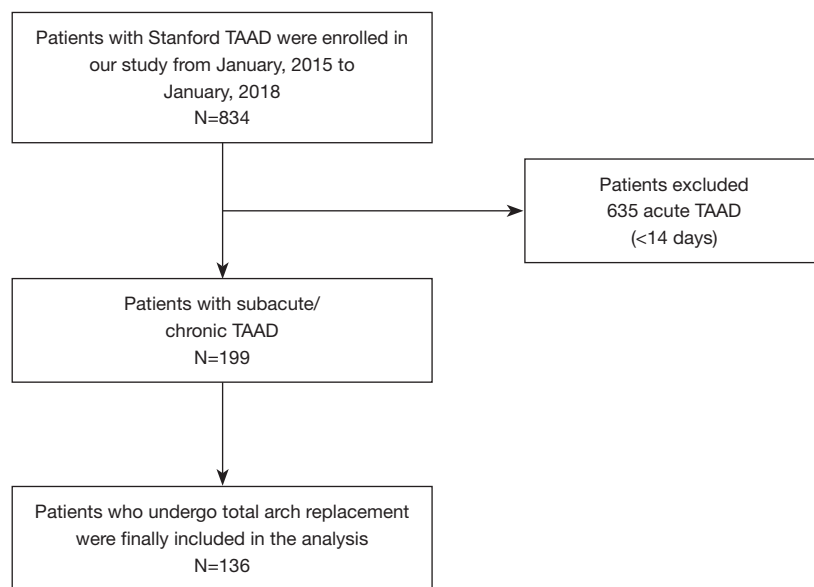 Patients with Stanford TAAD were enrolled in
our study from January, 2015 to
January, 2018
N=834
Patients excluded
635 acute TAAD
(<14 days)
Patients with subacute/
chronic TAAD
N=199
Patients who undergo total arch replacement
were finally included in the analysis
N=136